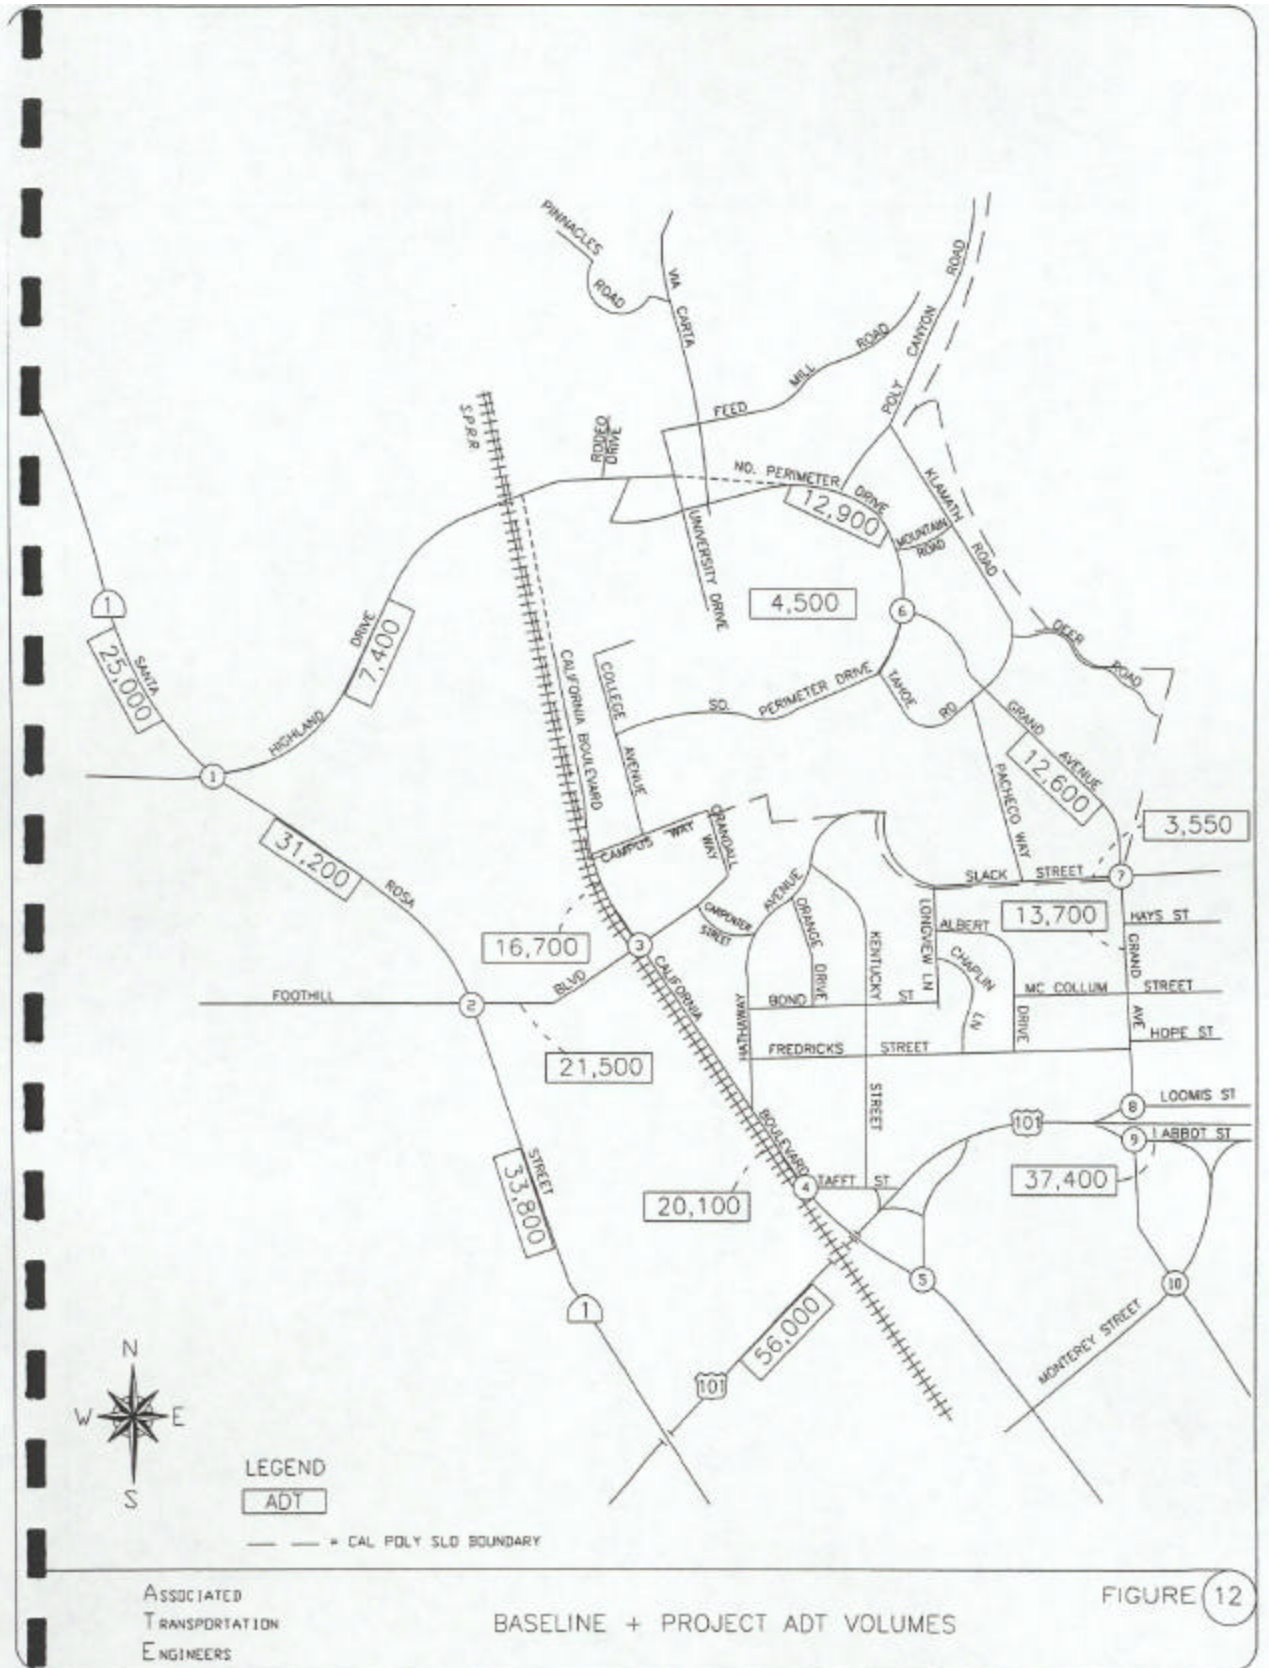 PINNACLES
ROAD
VIA
CARTA
POLY
CANYON
ROAD
FEED
MILL
ROAD
S.P.R.R.
RODEO
DRIVE
NO. PERIMETER
DRIVE
12,900
KLAMATH
ROAD
MOUNTAIN
ROAD
UNIVERSITY DRIVE
4,500
6
1
25,000
SANTA
DRIVE
7,400
HIGHLAND
1
CALIFORNIA BOULEVARD
COLLEGE
AVENUE
SO.
PERIMETER DRIVE
TAHOE
RD
DEER
ROAD
GRAND
AVENUE
12,600
PACHECO WAY
3,550
31,200
ROSA
CAMPUS
WAY
CRANDALL
WAY
SLACK
STREET
7
16,700
3
CARPENTER
STREET
AVENUE
ORANGE
DRIVE
KENTUCKY
LONGVIEW LN
ALBERT
13,700
HAYS ST
GRAND
CHAPLIN
LN
FOOTHILL
2
BLVD
CALIFORNIA
HATHAWAY
BOND
ST
MC COLLUM
STREET
DRIVE
AVE
HOPE ST
21,500
FREDRICKS
STREET
STREET
8
LOOMIS ST
101
9
ABBOT ST
BOULEVARD
37,400
STREET
33,800
20,100
4
TAFFT
ST
5
10
1
56,000
101
MONTEREY STREET
N
W
E
S
LEGEND
ADT
= CAL POLY SLO BOUNDARY
ASSOCIATED
TRANSPORTATION
ENGINEERS
BASELINE + PROJECT ADT VOLUMES
FIGURE 12